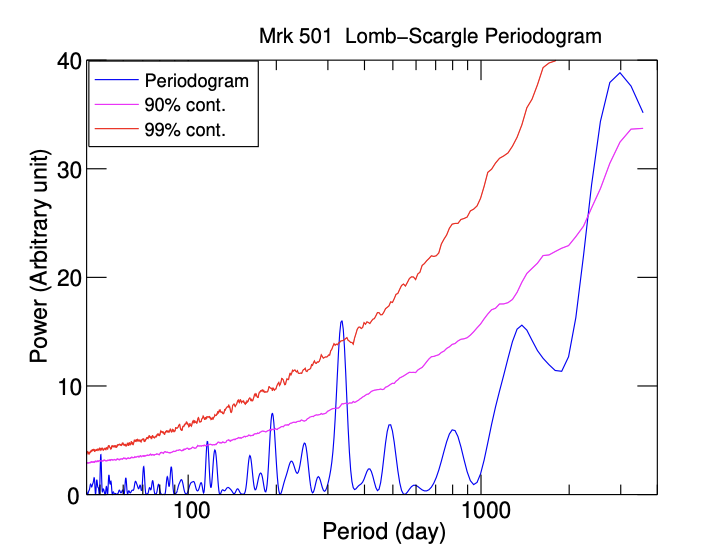 Mrk 501 Lomb−Scargle Periodogram
Power (Arbitrary unit)
40
30
20
10
0
Periodogram
90% cont.
99% cont.
100 1000
Period (day)